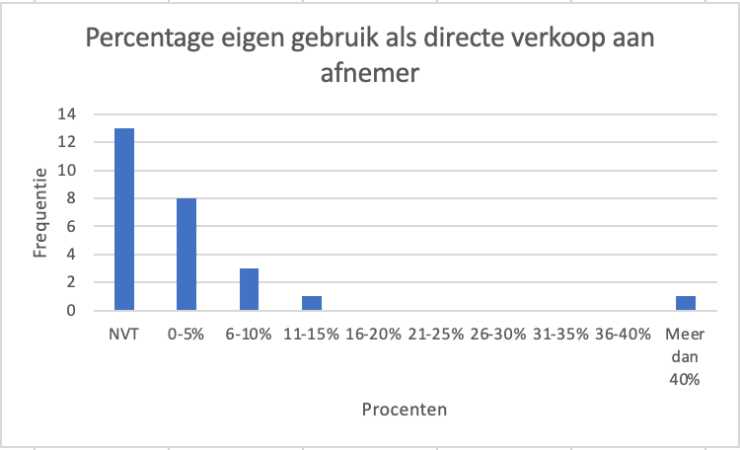 Percentage eigen gebruik als directe verkoop aan
afnemer
14
12
10
8
6
4
2
0
Frequentie
NVT 0-5% 6-10% 11-15% 16-20% 21-25% 26-30% 31-35% 36-40% Meer
dan
40%
Procenten